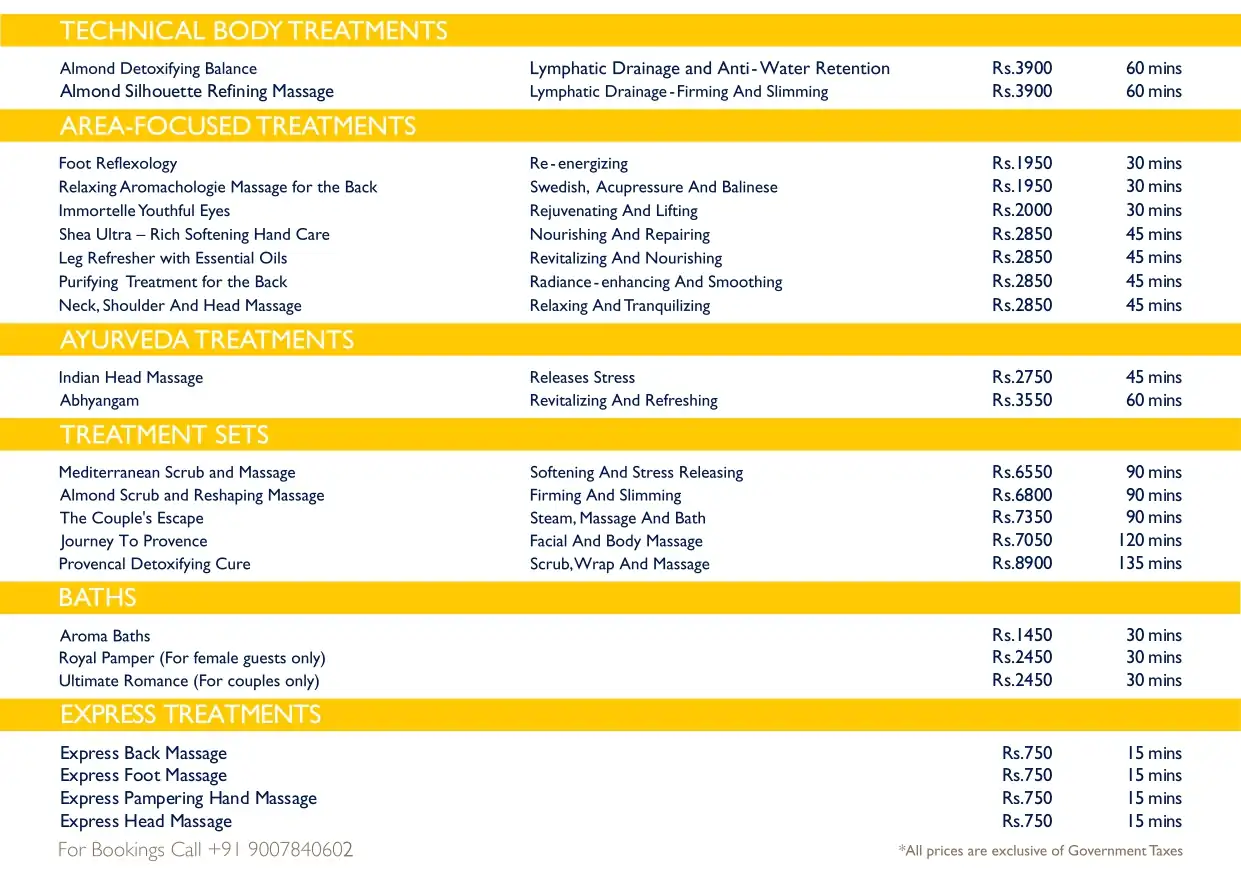 TECHNICAL BODY TREATMENTS
Almond Detoxifying Balance Lymphatic Drainage and Anti-Water Retention Rs.3900 60 mins
Almond Silhouette Refining Massage Lymphatic Drainage-Firming And Slimming Rs.3900 60 mins
AREA-FOCUSED TREATMENTS
Foot Reflexology Re-energizing Rs.1950 30 mins
Relaxing Aromachologie Massage for the Back Swedish, Acupressure And Balinese Rs.1950 30 mins
Immortelle Youthful Eyes Rejuvenating And Lifting Rs.2000 30 mins
Shea Ultra – Rich Softening Hand Care Nourishing And Repairing Rs.2850 45 mins
Leg Refresher with Essential Oils Revitalizing And Nourishing Rs.2850 45 mins
Purifying Treatment for the Back Radiance-enhancing And Smoothing Rs.2850 45 mins
Neck, Shoulder And Head Massage Relaxing And Tranquilizing Rs.2850 45 mins
AYURVEDA TREATMENTS
Indian Head Massage Releases Stress Rs.2750 45 mins
Abhyangam Revitalizing And Refreshing Rs.3550 60 mins
TREATMENT SETS
Mediterranean Scrub and Massage Softening And Stress Releasing Rs.6550 90 mins
Almond Scrub and Reshaping Massage Firming And Slimming Rs.6800 90 mins
The Couple's Escape Steam, Massage And Bath Rs.7350 90 mins
Journey To Provence Facial And Body Massage Rs.7050 120 mins
Provencal Detoxifying Cure Scrub, Wrap And Massage Rs.8900 135 mins
BATHS
Aroma Baths Rs.1450 30 mins
Royal Pamper (For female guests only) Rs.2450 30 mins
Ultimate Romance (For couples only) Rs.2450 30 mins
EXPRESS TREATMENTS
Express Back Massage Rs.750 15 mins
Express Foot Massage Rs.750 15 mins
Express Pampering Hand Massage Rs.750 15 mins
Express Head Massage Rs.750 15 mins
For Bookings Call +91 9007840602 *All prices are exclusive of Government Taxes